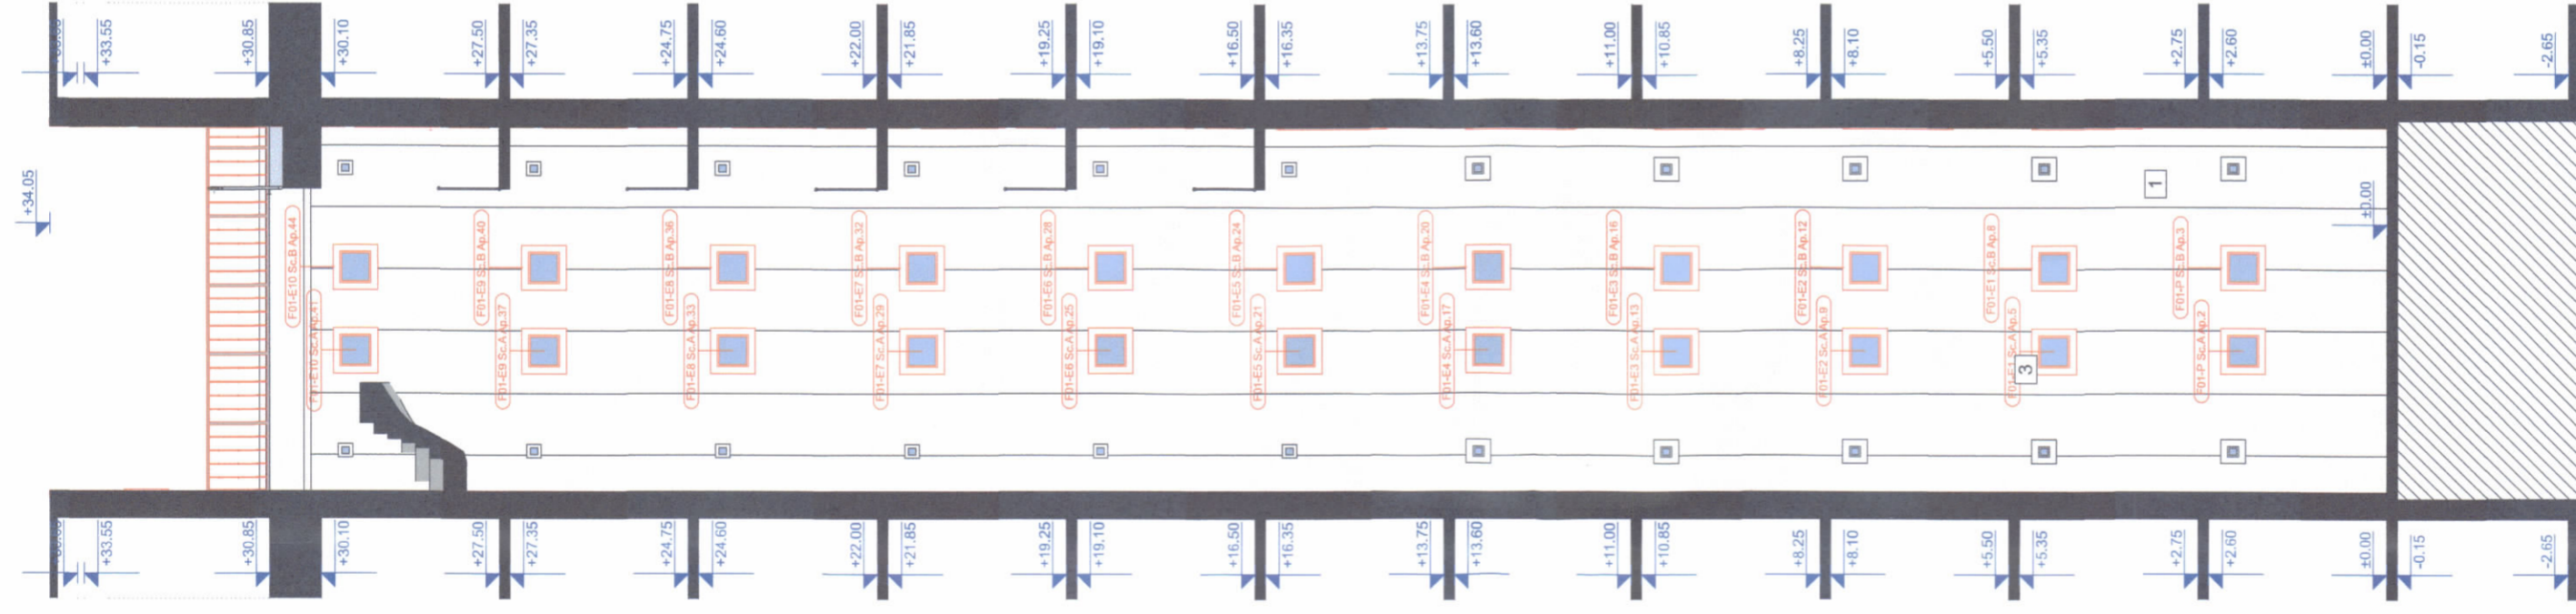 +33.55
+30.85
+30.10
+27.50
+27.35
+24.75
+24.60
+22.00
+21.85
+19.25
+19.10
+16.50
+16.35
+13.75
+13.60
+11.00
+10.85
+8.25
+8.10
+5.50
+5.35
+2.75
+2.60
±0.00
-0.15
-2.65
+34.05
±0.00
1
F01-E10 Sc.B Ap.44
F01-E9 Sc.B Ap.40
F01-E8 Sc.B Ap.36
F01-E7 Sc.B Ap.32
F01-E6 Sc.B Ap.28
F01-E5 Sc.B Ap.24
F01-E4 Sc.B Ap.20
F01-E3 Sc.B Ap.16
F01-E2 Sc.B Ap.12
F01-E1 Sc.B Ap.8
F01-P Sc.B Ap.3
F01-E10 Sc.A Ap.41
F01-E9 Sc.A Ap.37
F01-E8 Sc.A Ap.33
F01-E7 Sc.A Ap.29
F01-E6 Sc.A Ap.25
F01-E5 Sc.A Ap.21
F01-E4 Sc.A Ap.17
F01-E3 Sc.A Ap.13
F01-E2 Sc.A Ap.9
F01-E1 Sc.A Ap.5
F01-P Sc.A Ap.2
3
+33.55
+30.85
+30.10
+27.50
+27.35
+24.75
+24.60
+22.00
+21.85
+19.25
+19.10
+16.50
+16.35
+13.75
+13.60
+11.00
+10.85
+8.25
+8.10
+5.50
+5.35
+2.75
+2.60
±0.00
-0.15
-2.65